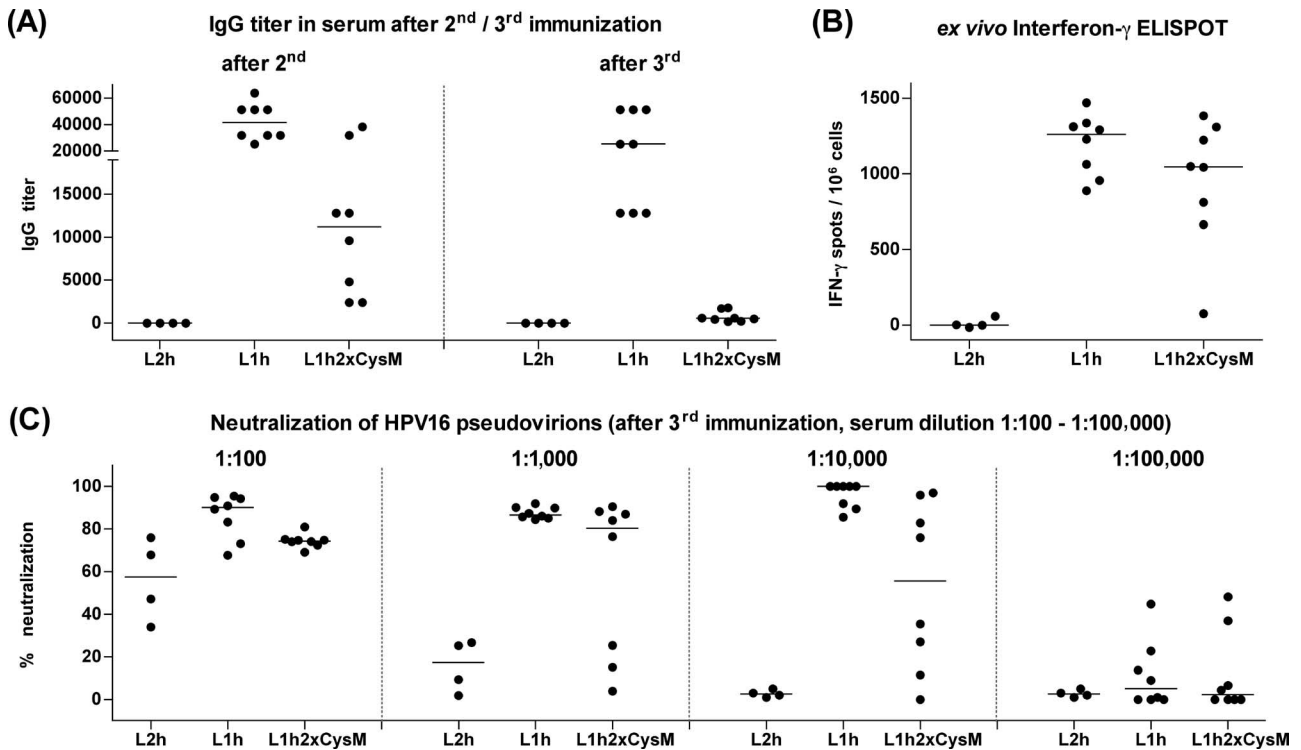 (A)
IgG titer in serum after 2nd / 3rd immunization
after 2nd
after 3rd
60000
40000
20000
15000
10000
5000
0
IgG titer
L2h
L1h
L1h2xCysM
L2h
L1h
L1h2xCysM
(B)
ex vivo Interferon-γ ELISPOT
1500
1000
500
0
IFN-γ spots / 10⁶ cells
L2h
L1h
L1h2xCysM
(C)
Neutralization of HPV16 pseudovirions (after 3rd immunization, serum dilution 1:100 - 1:100,000)
1:100
1:1,000
1:10,000
1:100,000
100
80
60
40
20
0
% neutralization
L2h
L1h
L1h2xCysM
L2h
L1h
L1h2xCysM
L2h
L1h
L1h2xCysM
L2h
L1h
L1h2xCysM